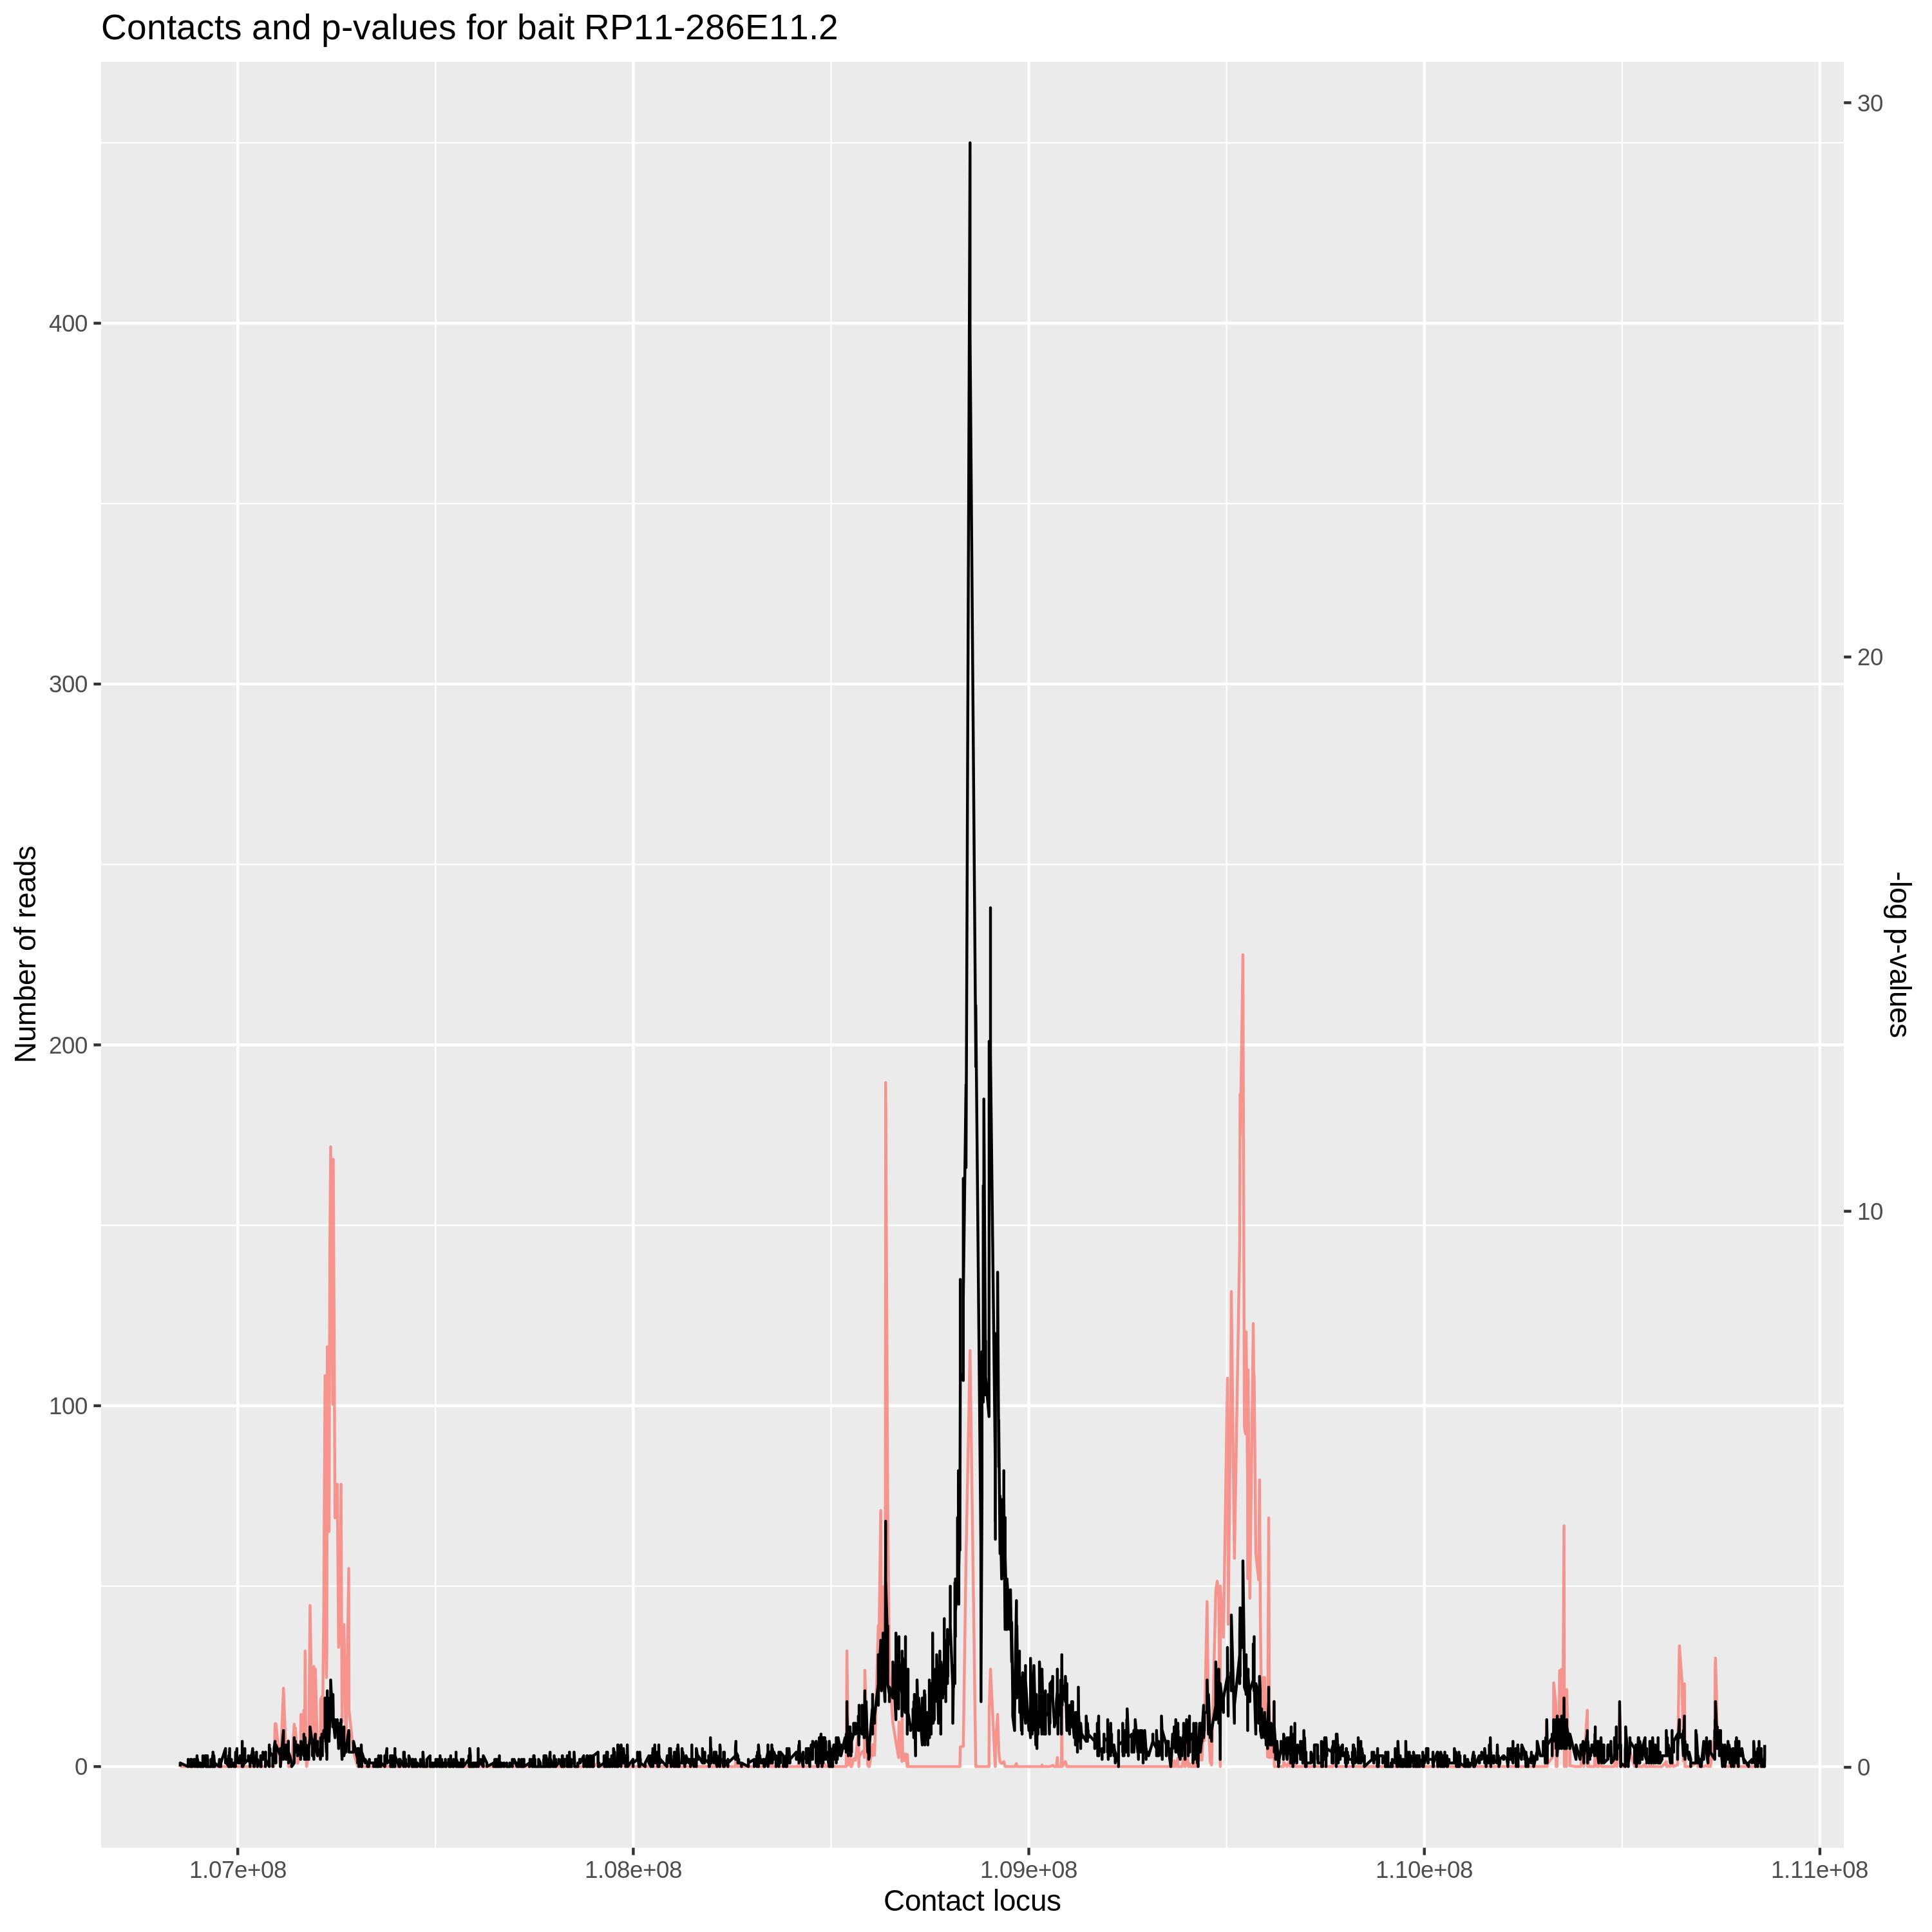 Contacts and p-values for bait RP11-286E11.2
30
400
20
300
Number of reads
-log p-values
200
10
100
0
0
1.07e+08 1.08e+08 1.09e+08 1.10e+08 1.11e+08
Contact locus